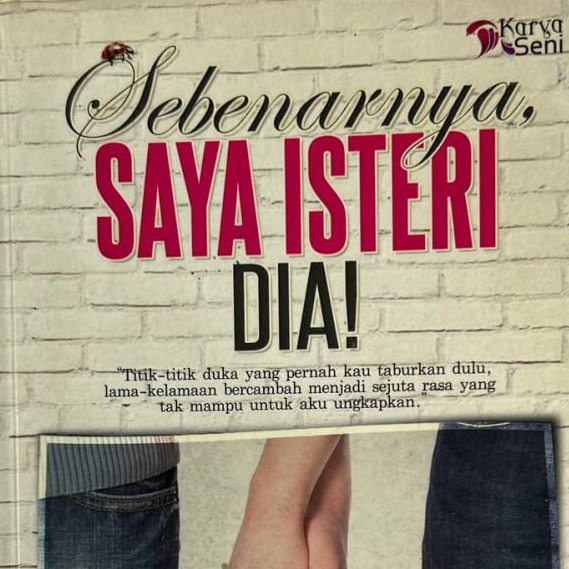 Karya
Seni
Sebenarnya,
SAYA ISTERI
DIA!
"Titik-titik duka yang pernah kau taburkan dulu,
lama-kelamaan bercambah menjadi sejuta rasa yang
tak mampu untuk aku ungkapkan."